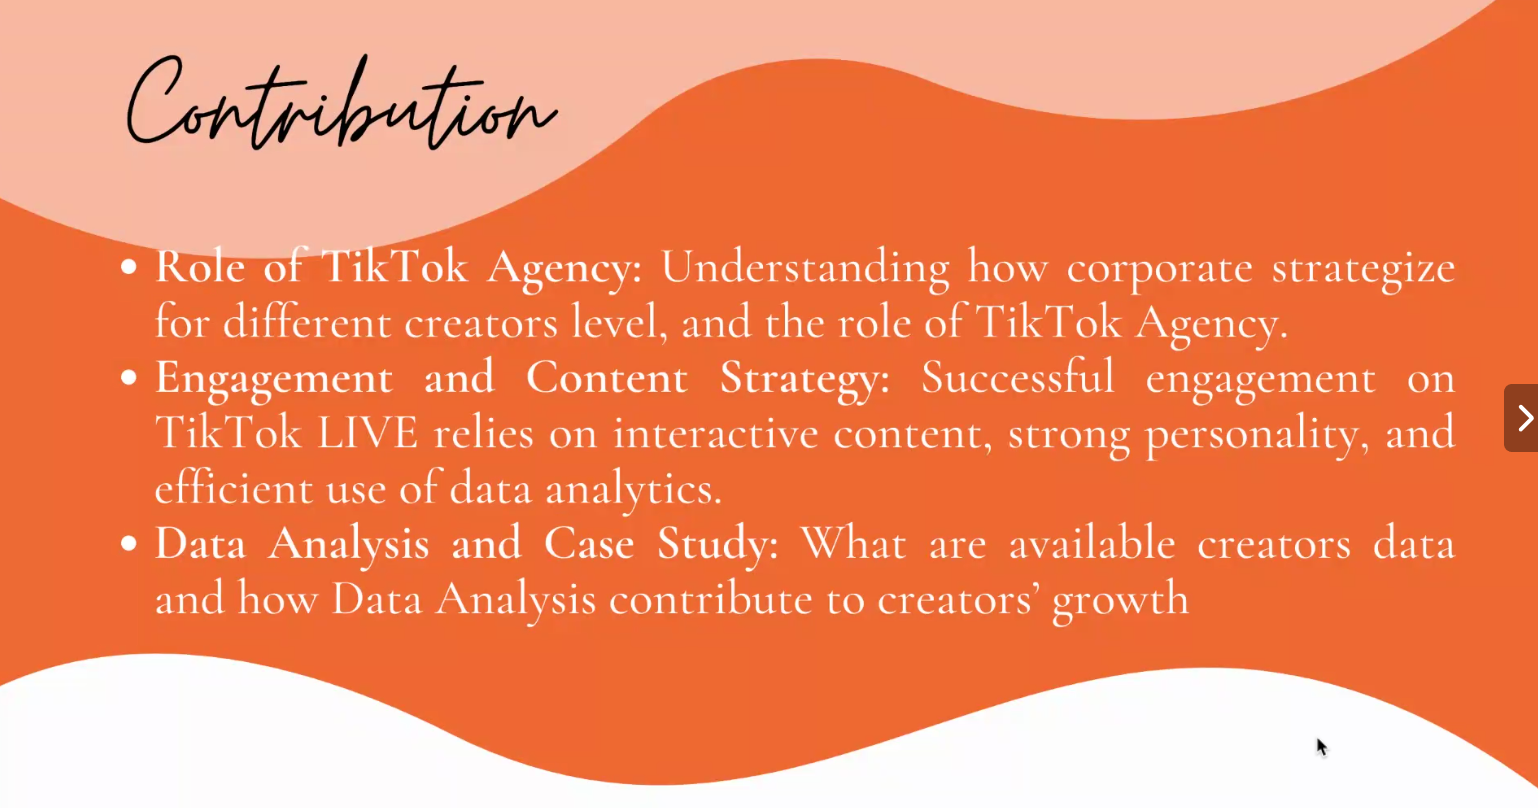 Contribution
• Role of TikTok Agency: Understanding how corporate strategize
for different creators level, and the role of TikTok Agency.
• Engagement and Content Strategy: Successful engagement on
TikTok LIVE relies on interactive content, strong personality, and
efficient use of data analytics.
• Data Analysis and Case Study: What are available creators data
and how Data Analysis contribute to creators’ growth